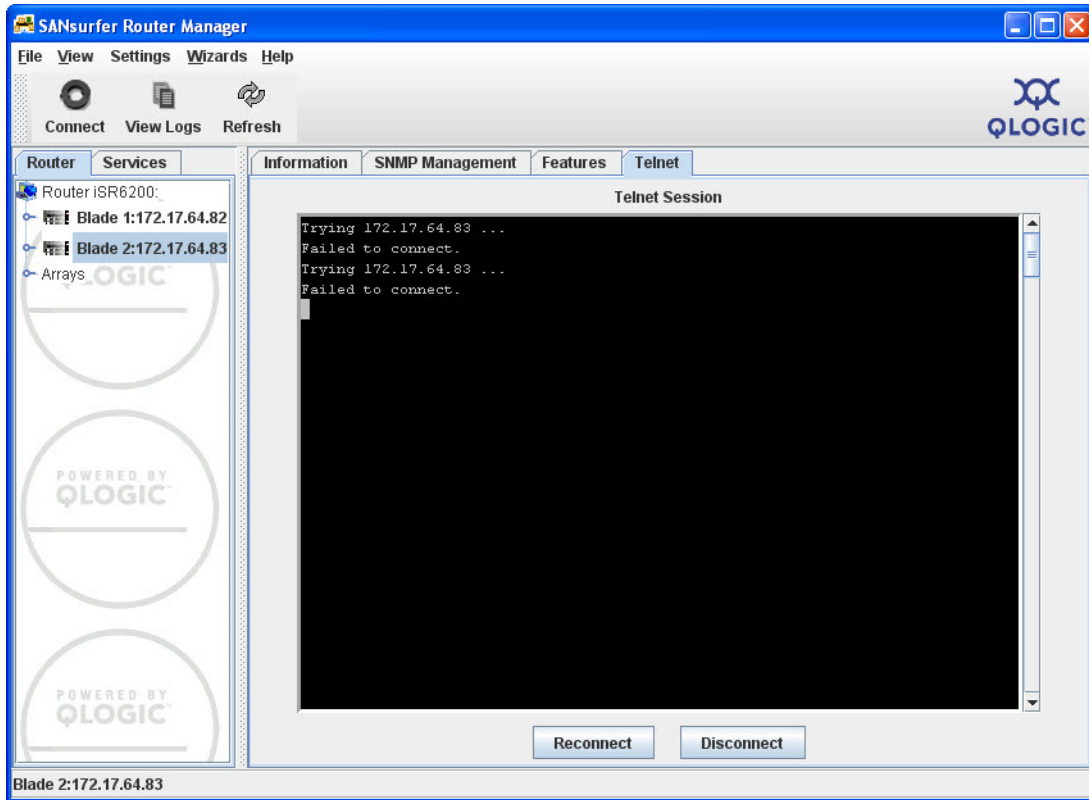 SANsurfer Router Manager
File View Settings Wizards Help
Connect View Logs Refresh
QLOGIC
Router Services
Information SNMP Management Features Telnet
Router iSR6200:
Blade 1:172.17.64.82
Blade 2:172.17.64.83
Arrays
OGIC
POWERED BY
QLOGIC
POWERED BY
QLOGIC
Telnet Session
Trying 172.17.64.83 ...
Failed to connect.
Trying 172.17.64.83 ...
Failed to connect.
Reconnect Disconnect
Blade 2:172.17.64.83